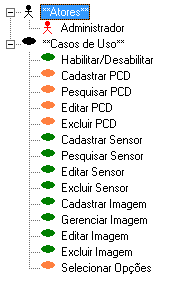 **Atores**
Administrador
**Casos de Uso**
Habilitar/Desabilitar
Cadastrar PCD
Pesquisar PCD
Editar PCD
Excluir PCD
Cadastrar Sensor
Pesquisar Sensor
Editar Sensor
Excluir Sensor
Cadastrar Imagem
Gerenciar Imagem
Editar Imagem
Excluir Imagem
Selecionar Opções